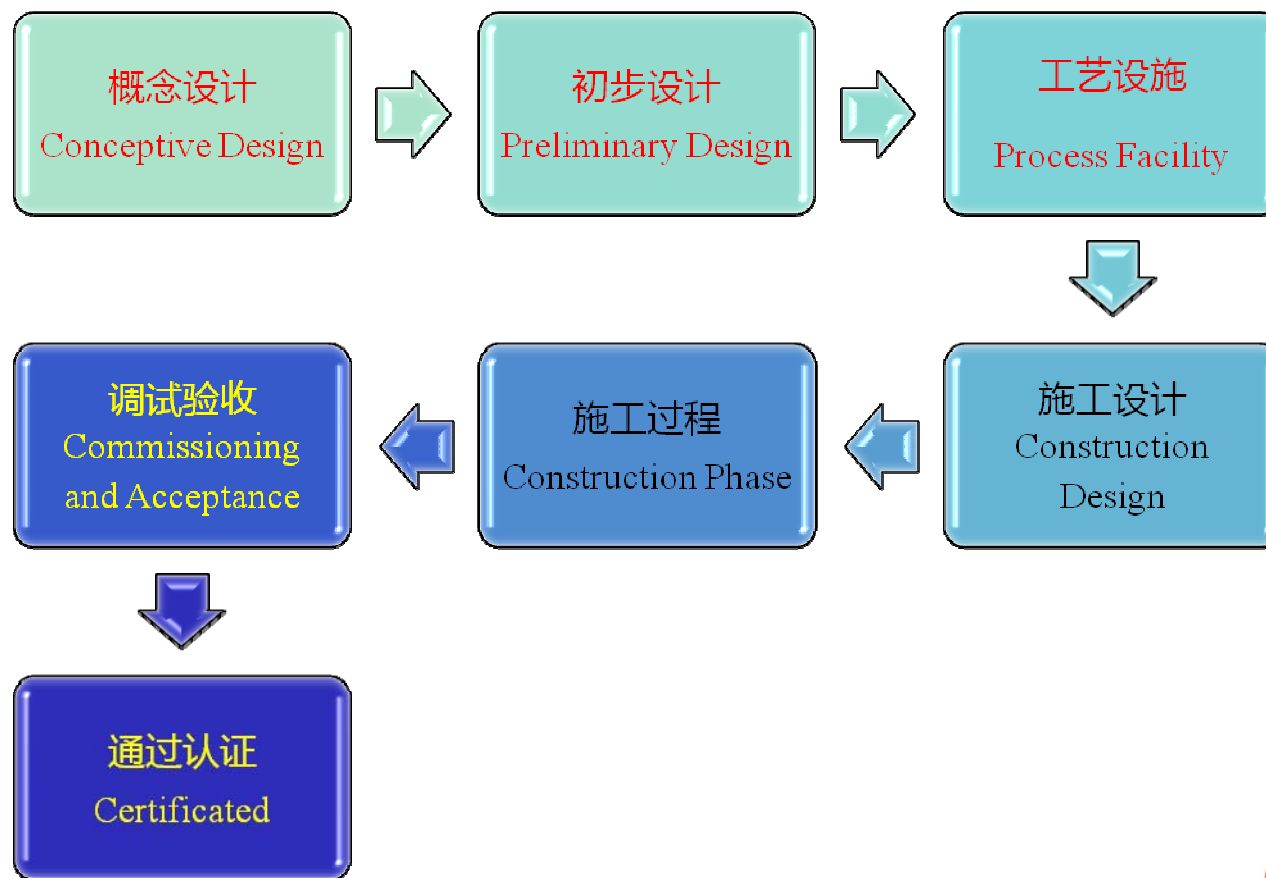 概念设计
Conceptive Design
初步设计
Preliminary Design
工艺设施
Process Facility
施工设计
Construction
Design
施工过程
Construction Phase
调试验收
Commissioning
and Acceptance
通过认证
Certificated